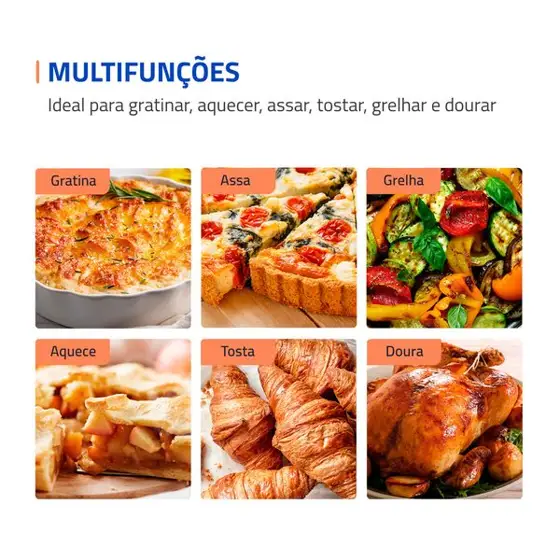 MULTIFUNÇÕES
Ideal para gratinar, aquecer, assar, tostar, grelhar e dourar
Gratina
Assa
Grelha
Aquece
Tosta
Doura